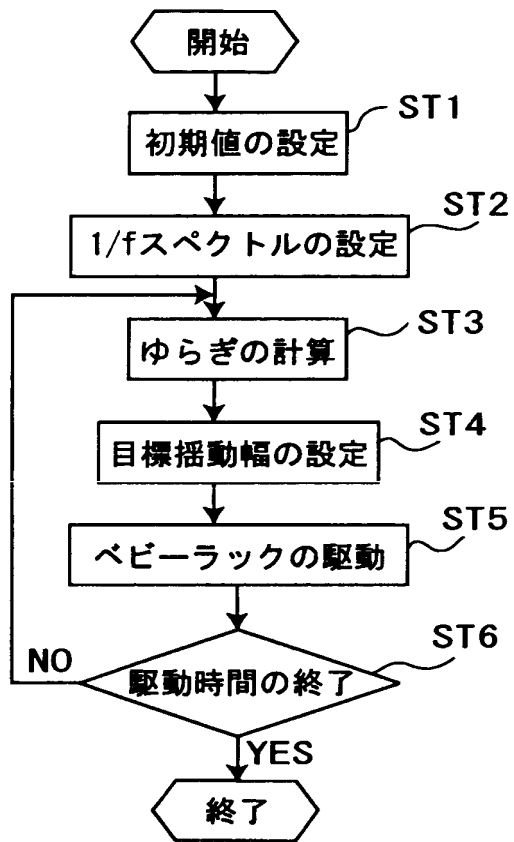 開始
ST1
初期値の設定
ST2
1/fスペクトルの設定
ST3
ゆらぎの計算
ST4
目標揺動幅の設定
ST5
ベビーラックの駆動
ST6
駆動時間の終了
NO
YES
終了